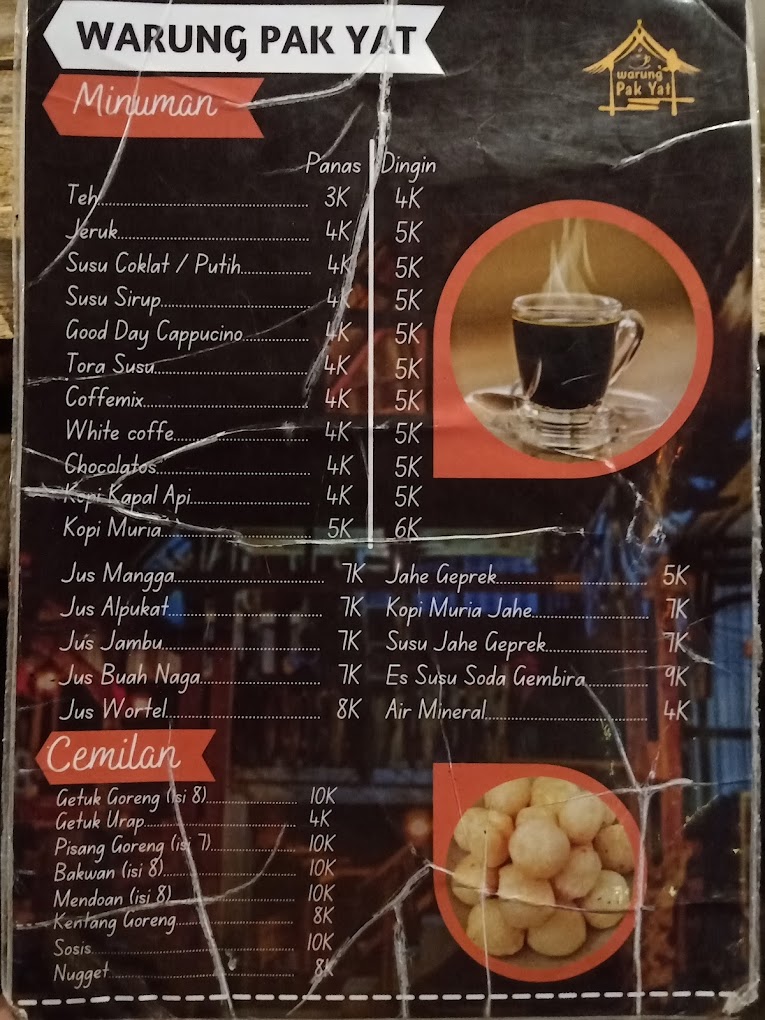 WARUNG PAK YAT
warung
Pak Yat
Minuman
Panas Dingin
Teh 3K 4K
Jeruk 4K 5K
Susu Coklat / Putih 4K 5K
Susu Sirup 4K 5K
Good Day Cappucino 4K 5K
Tora Susu 4K 5K
Coffemix 4K 5K
White coffe 4K 5K
Chocolatos 4K 5K
Kopi Kapal Api 4K 5K
Kopi Muria 5K 6K
Jus Mangga 7K Jahe Geprek 5K
Jus Alpukat 7K Kopi Muria Jahe 7K
Jus Jambu 7K Susu Jahe Geprek 7K
Jus Buah Naga 7K Es Susu Soda Gembira 9K
Jus Wortel 8K Air Mineral 4K
Cemilan
Getuk Goreng (isi 8) 10K
Getuk Urap 4K
Pisang Goreng (isi 7) 10K
Bakwan (isi 8) 10K
Mendoan (isi 8) 10K
Kentang Goreng 8K
Sosis 10K
Nugget 8K